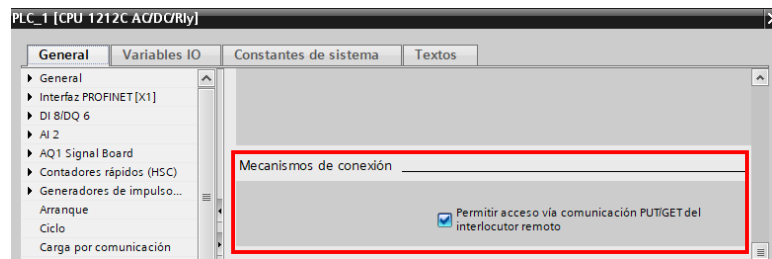 PLC_1 [CPU 1212C AC/DC/Rly]
General
Variables IO
Constantes de sistema
Textos
General
Interfaz PROFINET [X1]
DI 8/DQ 6
AI 2
AQ1 Signal Board
Contadores rápidos (HSC)
Generadores de impulso...
Arranque
Ciclo
Carga por comunicación
Mecanismos de conexión
Permitir acceso vía comunicación PUT/GET del
interlocutor remoto